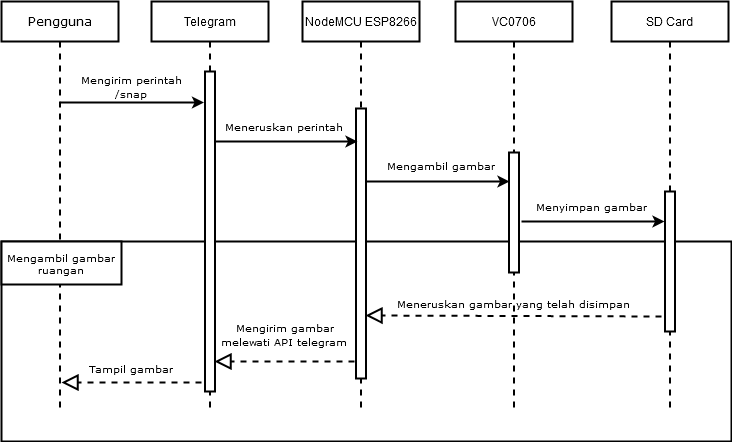 Pengguna
Telegram
NodeMCU ESP8266
VC0706
SD Card
Mengirim perintah
/snap
Meneruskan perintah
Mengambil gambar
Menyimpan gambar
Mengambil gambar
ruangan
Meneruskan gambar yang telah disimpan
Mengirim gambar
melewati API telegram
Tampil gambar